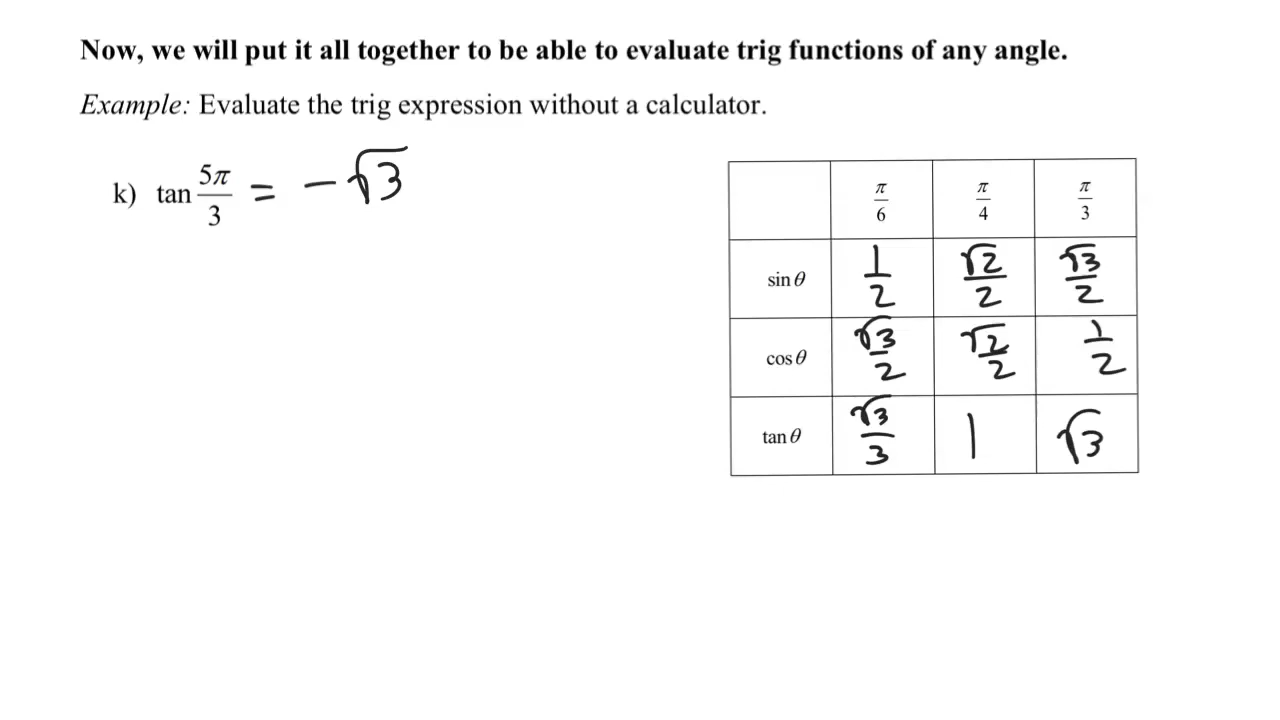 Now, we will put it all together to be able to evaluate trig functions of any angle.
Example: Evaluate the trig expression without a calculator.
k) tan 5π/3 = -√3
π/6 π/4 π/3
sin θ 1/2 √2/2 √3/2
cos θ √3/2 √2/2 1/2
tan θ √3/3 1 √3